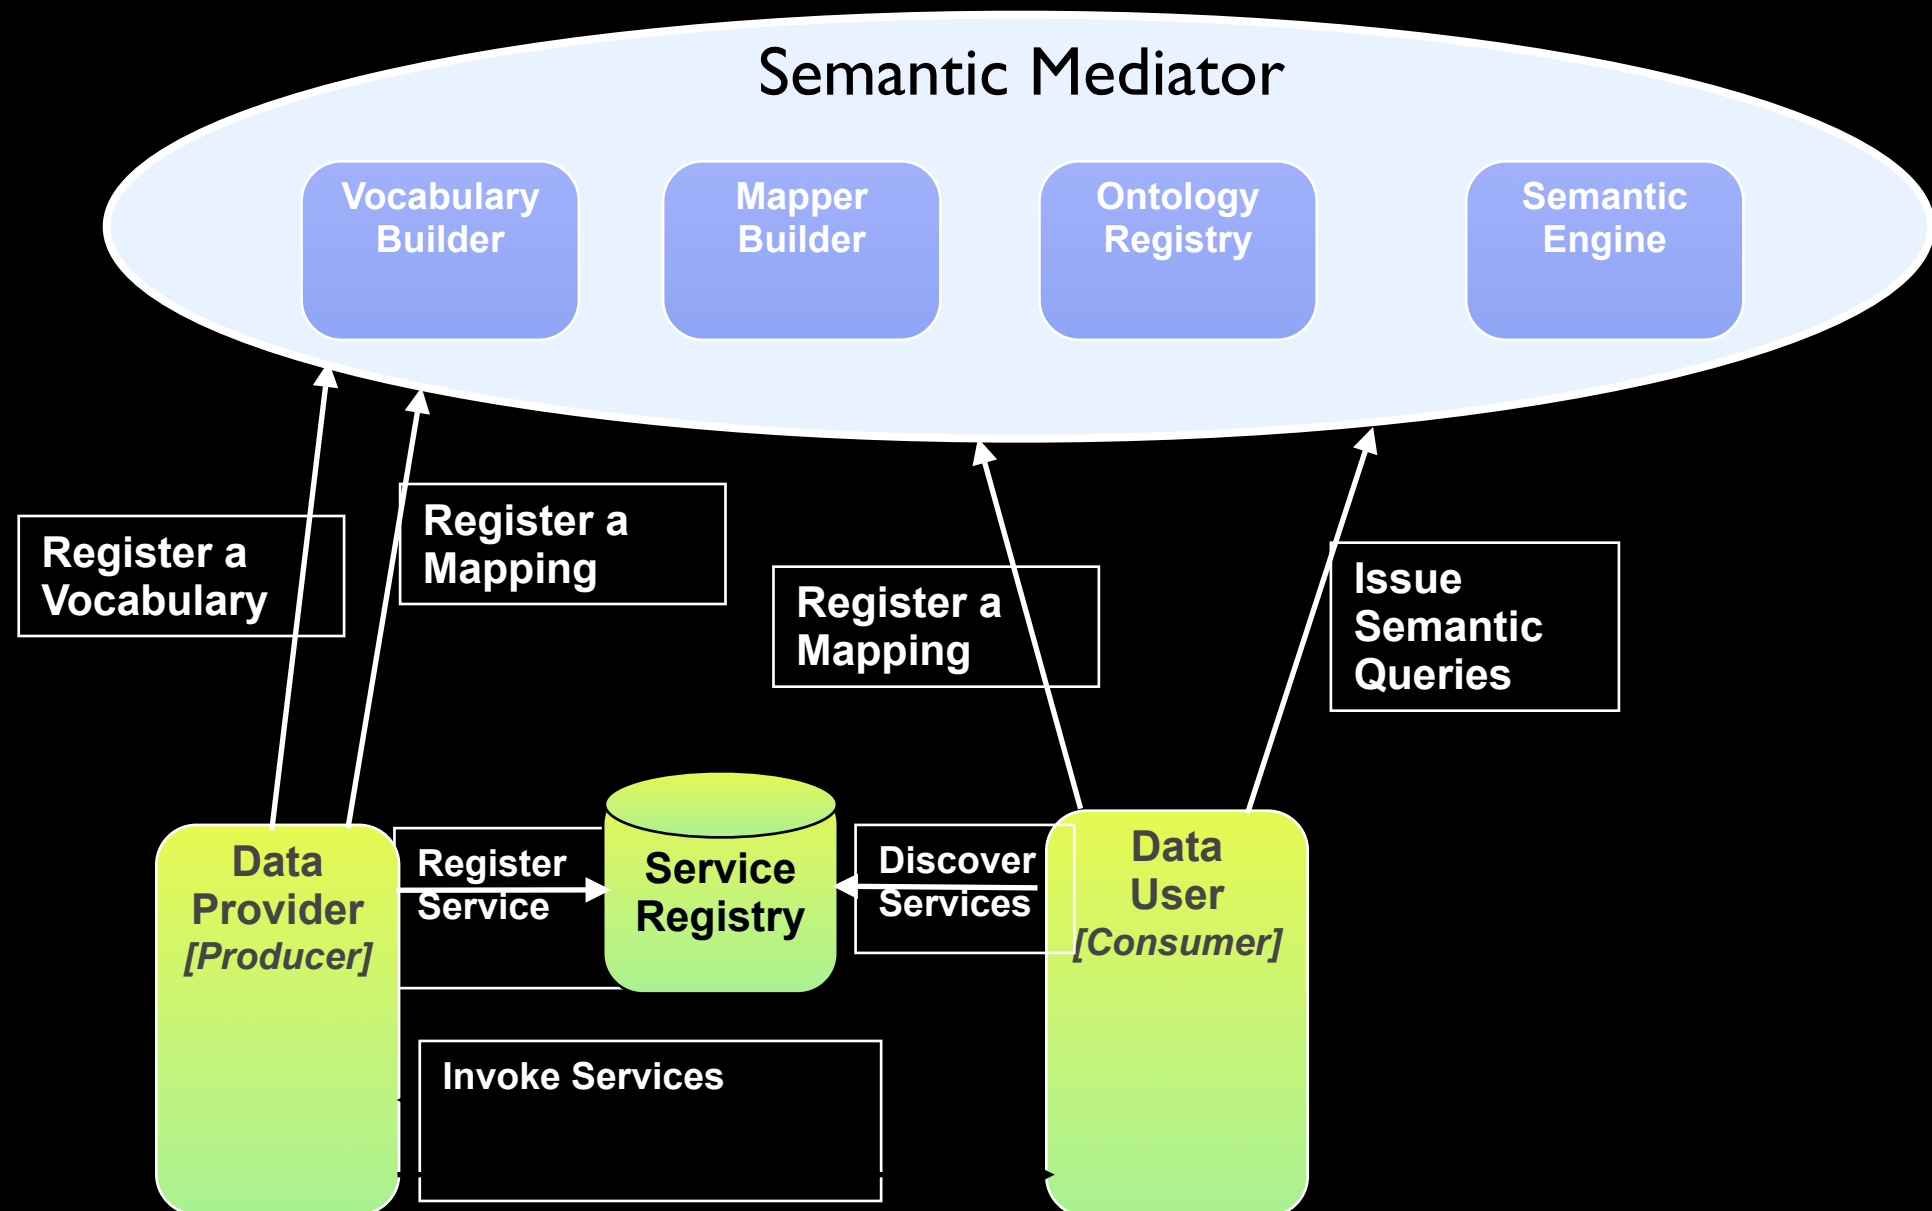 Semantic Mediator
Vocabulary
Builder
Mapper
Builder
Ontology
Registry
Semantic
Engine
Register a
Vocabulary
Register a
Mapping
Register a
Mapping
Issue
Semantic
Queries
Data
Provider
[Producer]
Register
Service
Service
Registry
Discover
Services
Data
User
[Consumer]
Invoke Services